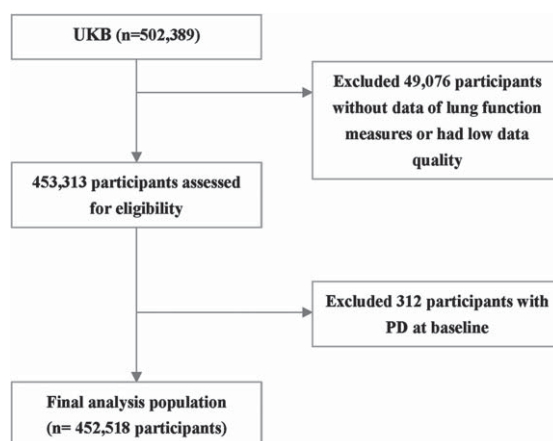 UKB (n=502,389)
Excluded 49,076 participants
without data of lung function
measures or had low data
quality
453,313 participants assessed
for eligibility
Excluded 312 participants with
PD at baseline
Final analysis population
(n= 452,518 participants)